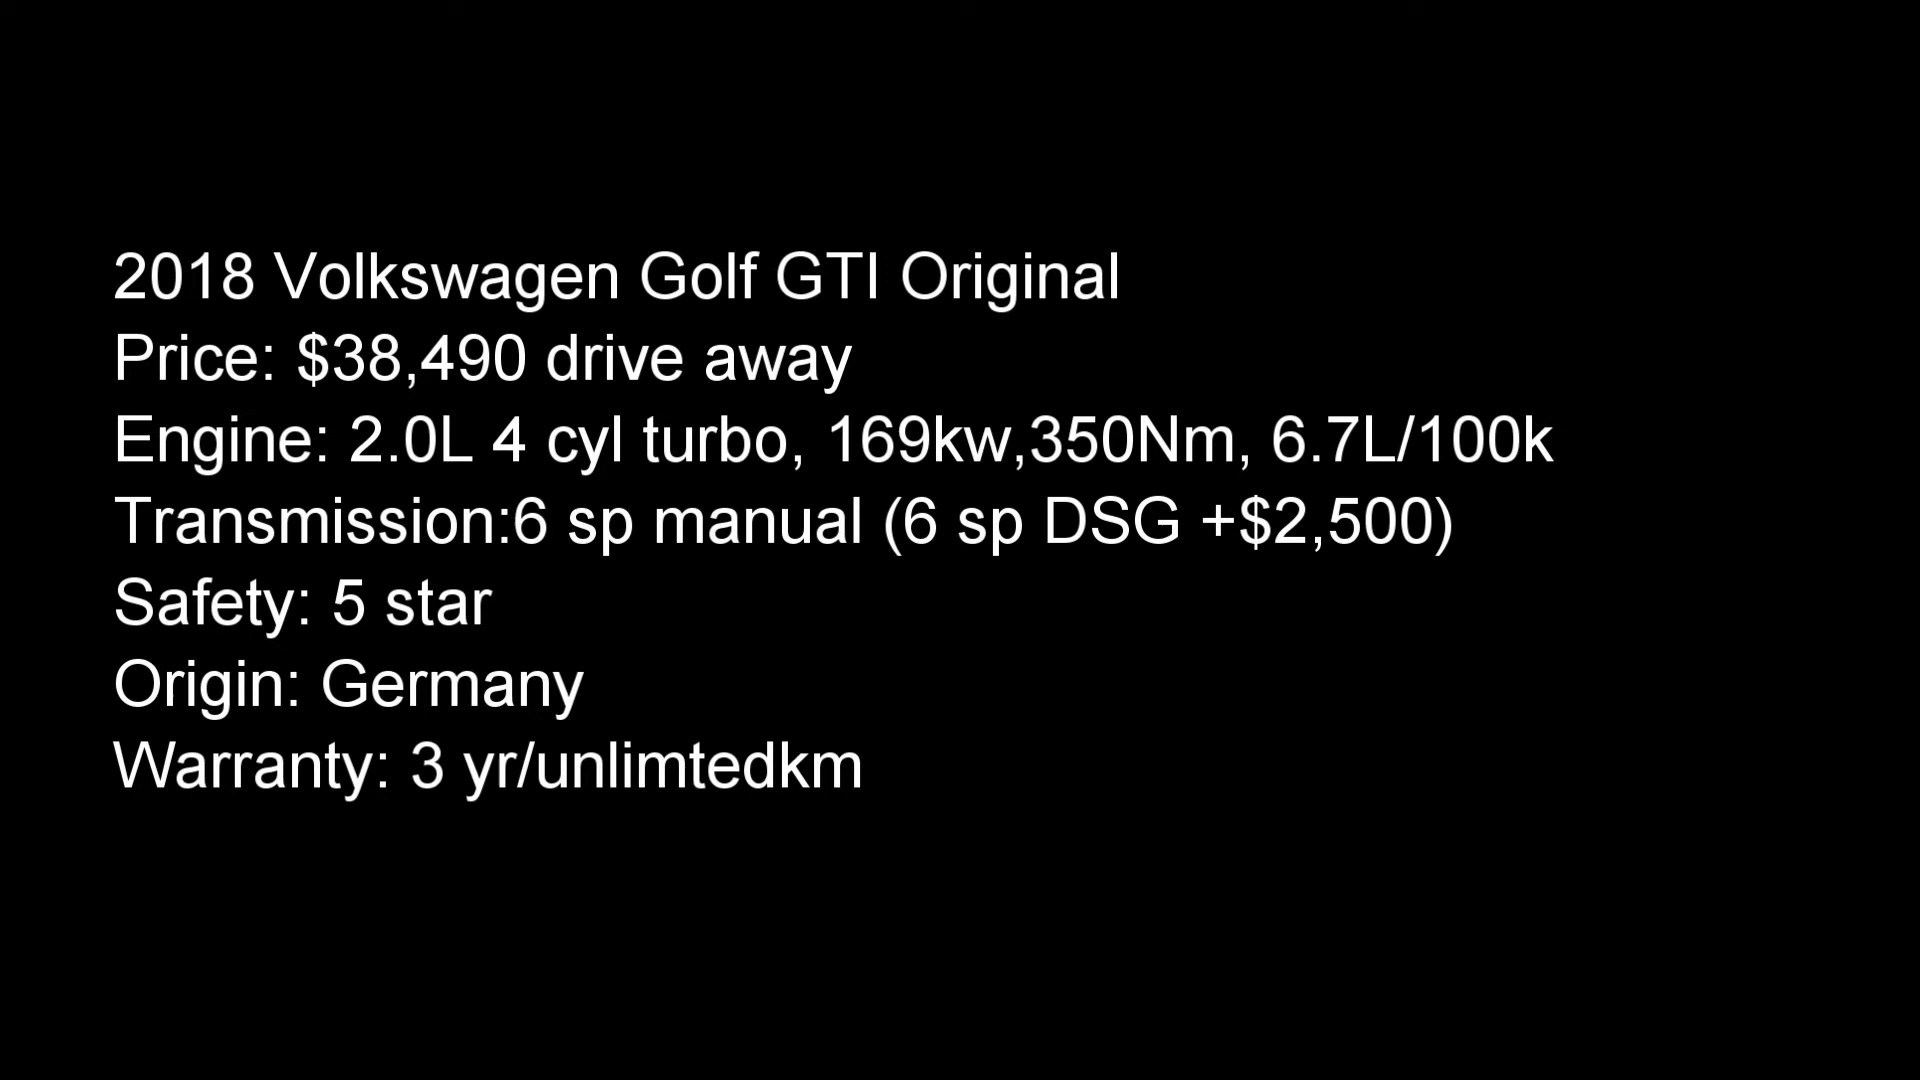 2018 Volkswagen Golf GTI Original
Price: $38,490 drive away
Engine: 2.0L 4 cyl turbo, 169kw,350Nm, 6.7L/100k
Transmission:6 sp manual (6 sp DSG +$2,500)
Safety: 5 star
Origin: Germany
Warranty: 3 yr/unlimtedkm